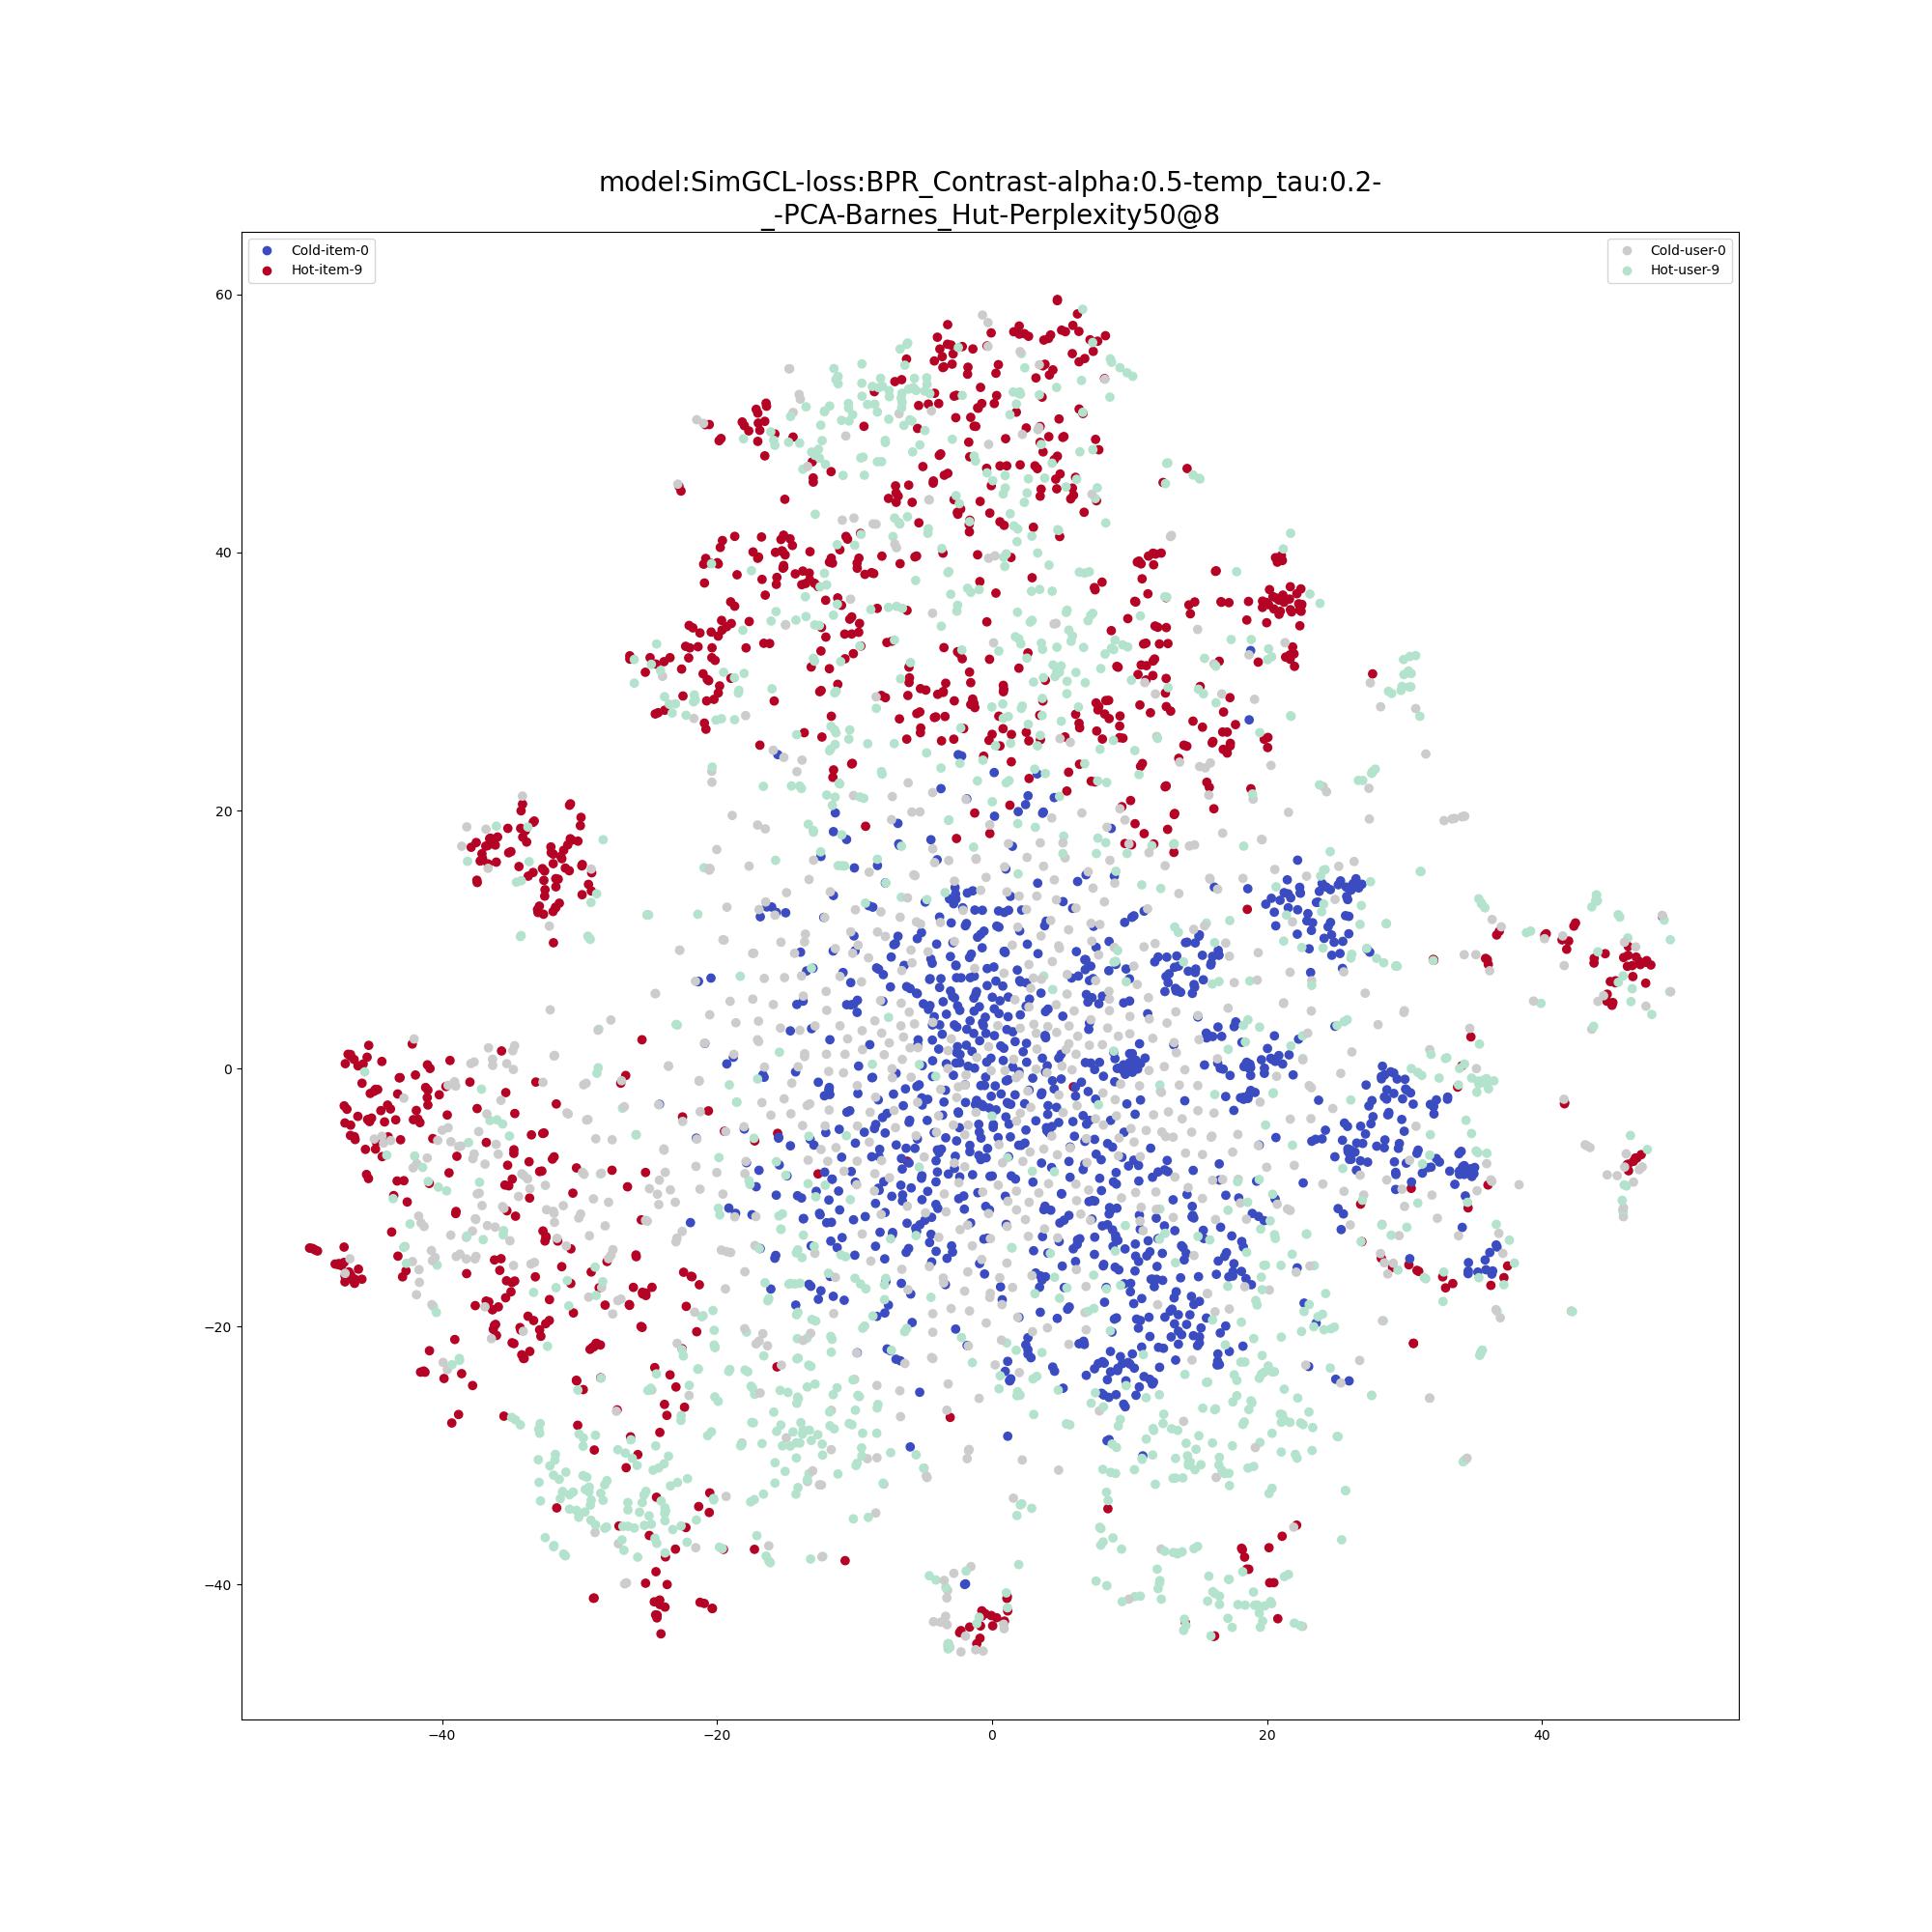 model:SimGCL-loss:BPR_Contrast-alpha:0.5-temp_tau:0.2-
_-PCA-Barnes_Hut-Perplexity50@8
Cold-item-0
Hot-item-9
Cold-user-0
Hot-user-9
60
40
20
0
−20
−40
−40
−20
0
20
40